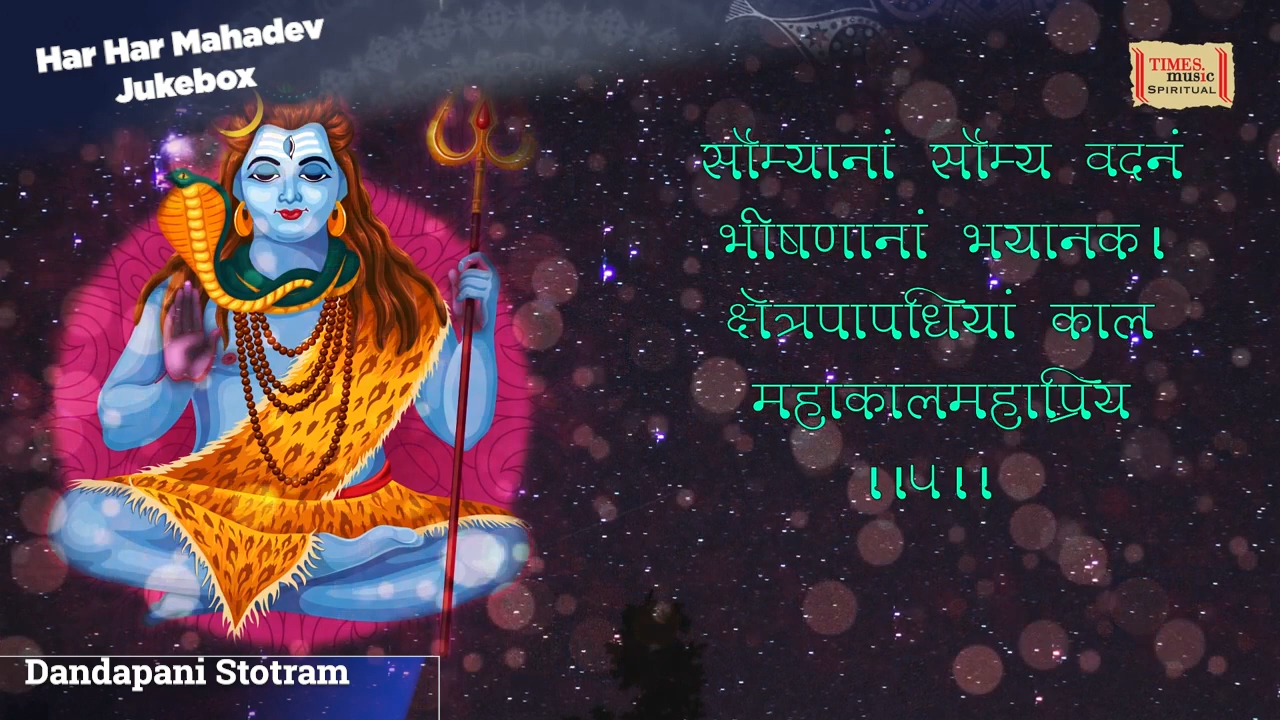 Har Har Mahadev
Jukebox
TIMES.
music
SPIRITUAL
सौम्यानां सौम्य वदनं
भीषणानां भयानक।
क्षेत्रपापधियां काल
महाकालमहाप्रिय
।।५।।
Dandapani Stotram